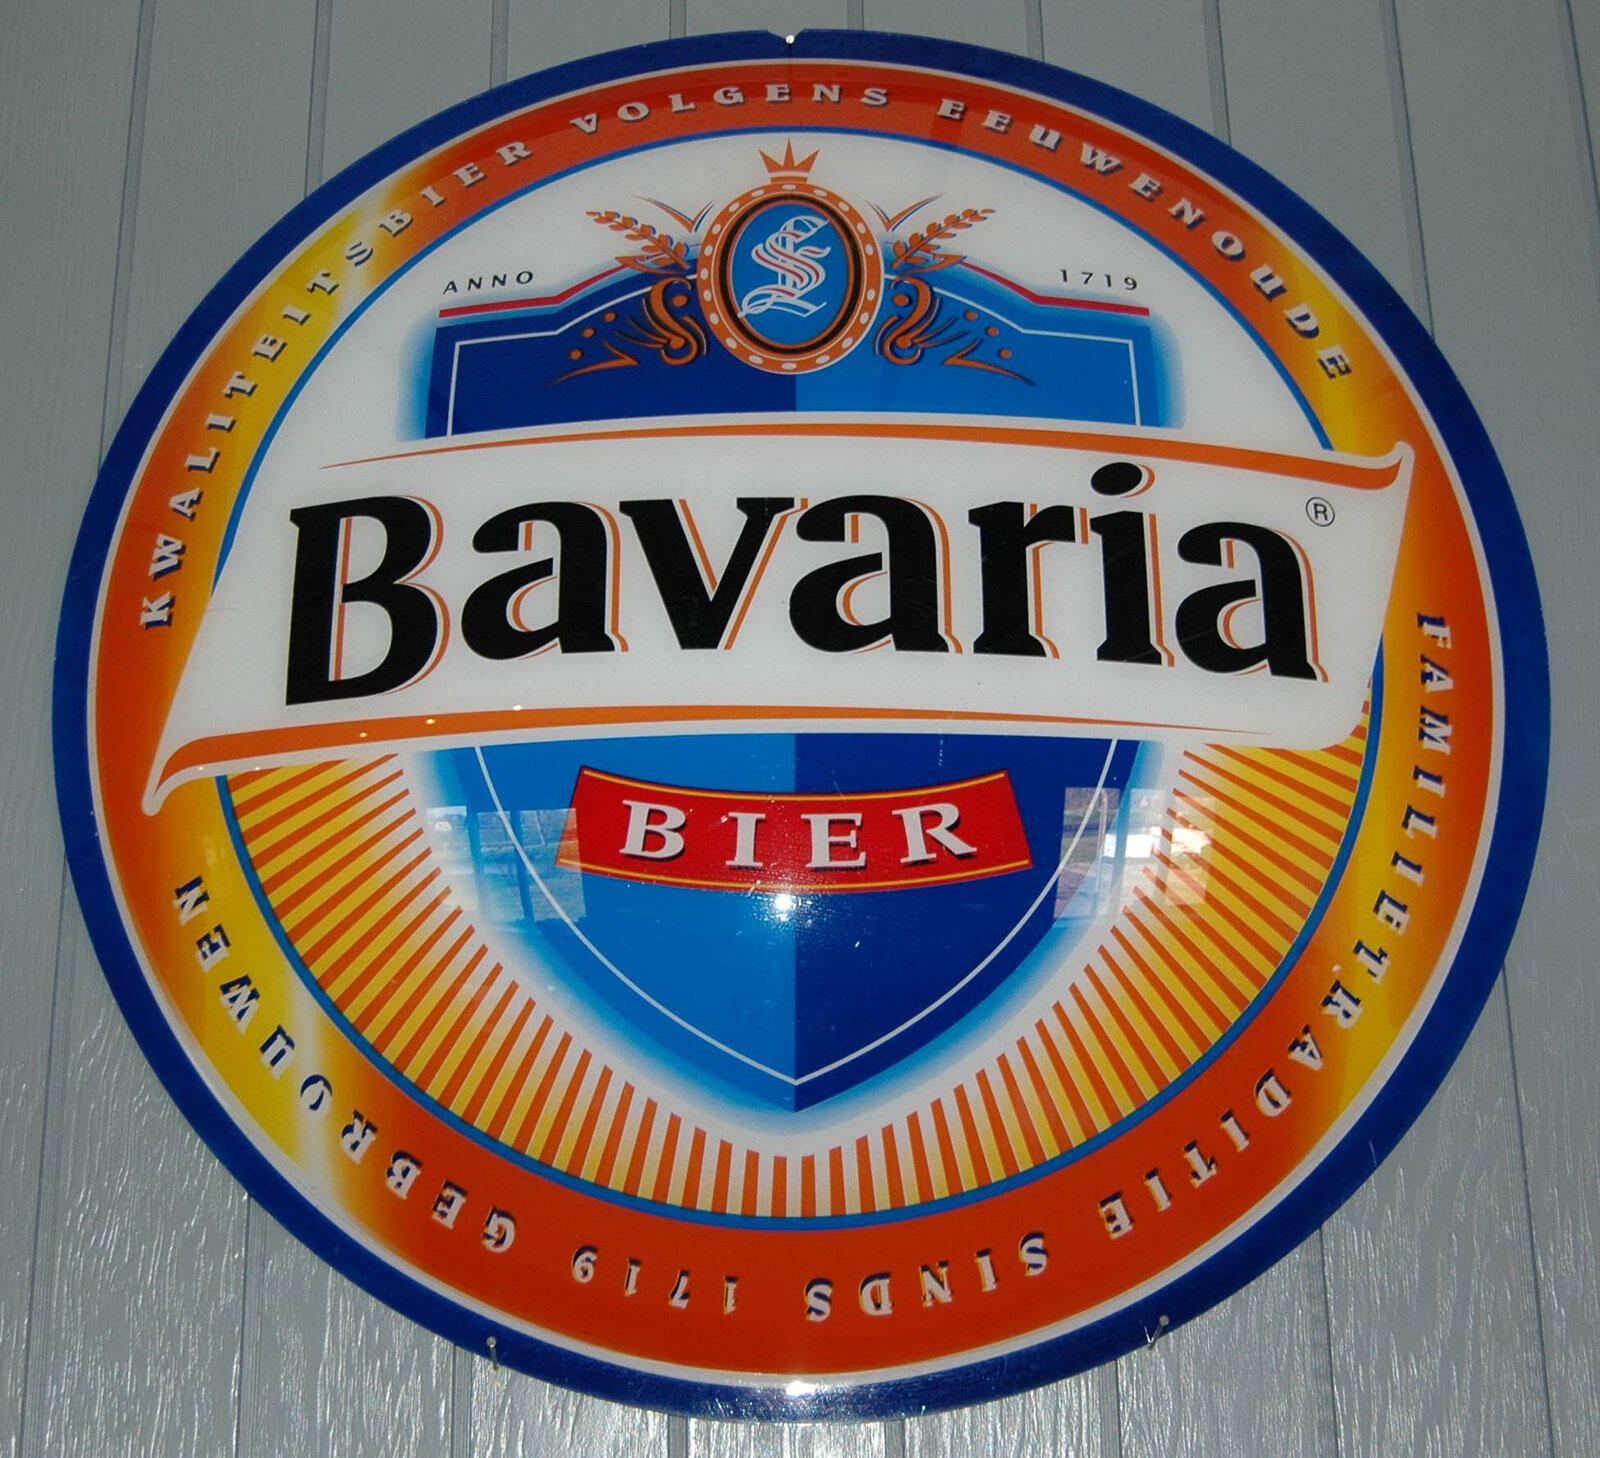 KWALITEITSBIER VOLGENS EEUWENOUDE
FAMILIETRADITIE SINDS 1719 GEBROUWEN
ANNO 1719
Bavaria®
BIER